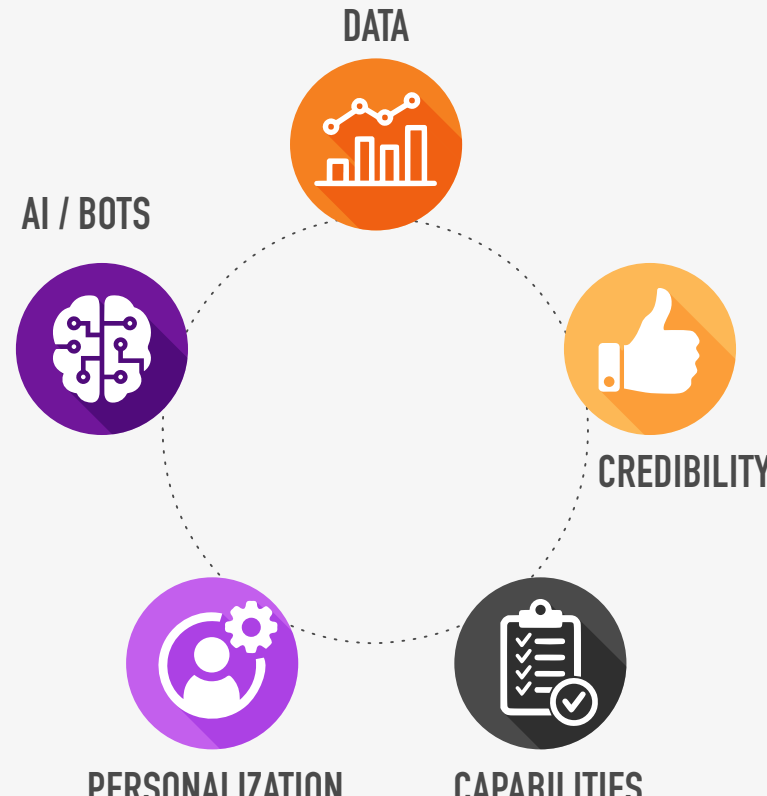 DATA
AI / BOTS
CREDIBILITY
PERSONALIZATION
CAPABILITIES